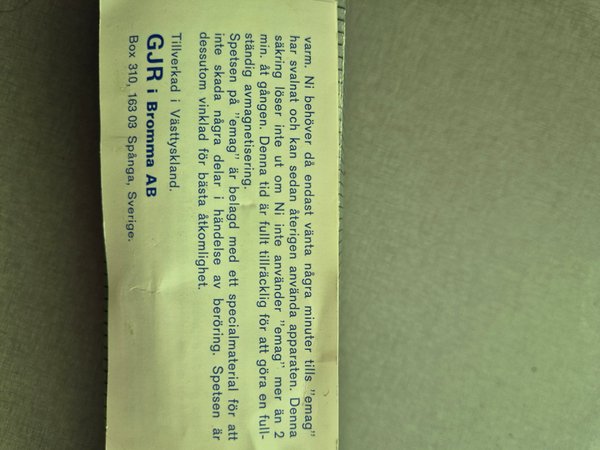 varm. Ni behöver då endast vänta några minuter tills "emag"
har svalnat och kan sedan återigen använda apparaten. Denna
säkring löser inte ut om Ni inte använder "emag" mer än 2
min. åt gången. Denna tid är fullt tillräcklig för att göra en full-
ständig avmagnetisering.
Spetsen på "emag" är belagd med ett specialmaterial för att
inte skada några delar i händelse av beröring. Spetsen är
dessutom vinklad för bästa åtkomlighet.
Tillverkad i Västtyskland.
GJR i Bromma AB
Box 310, 163 03 Spånga, Sverige.